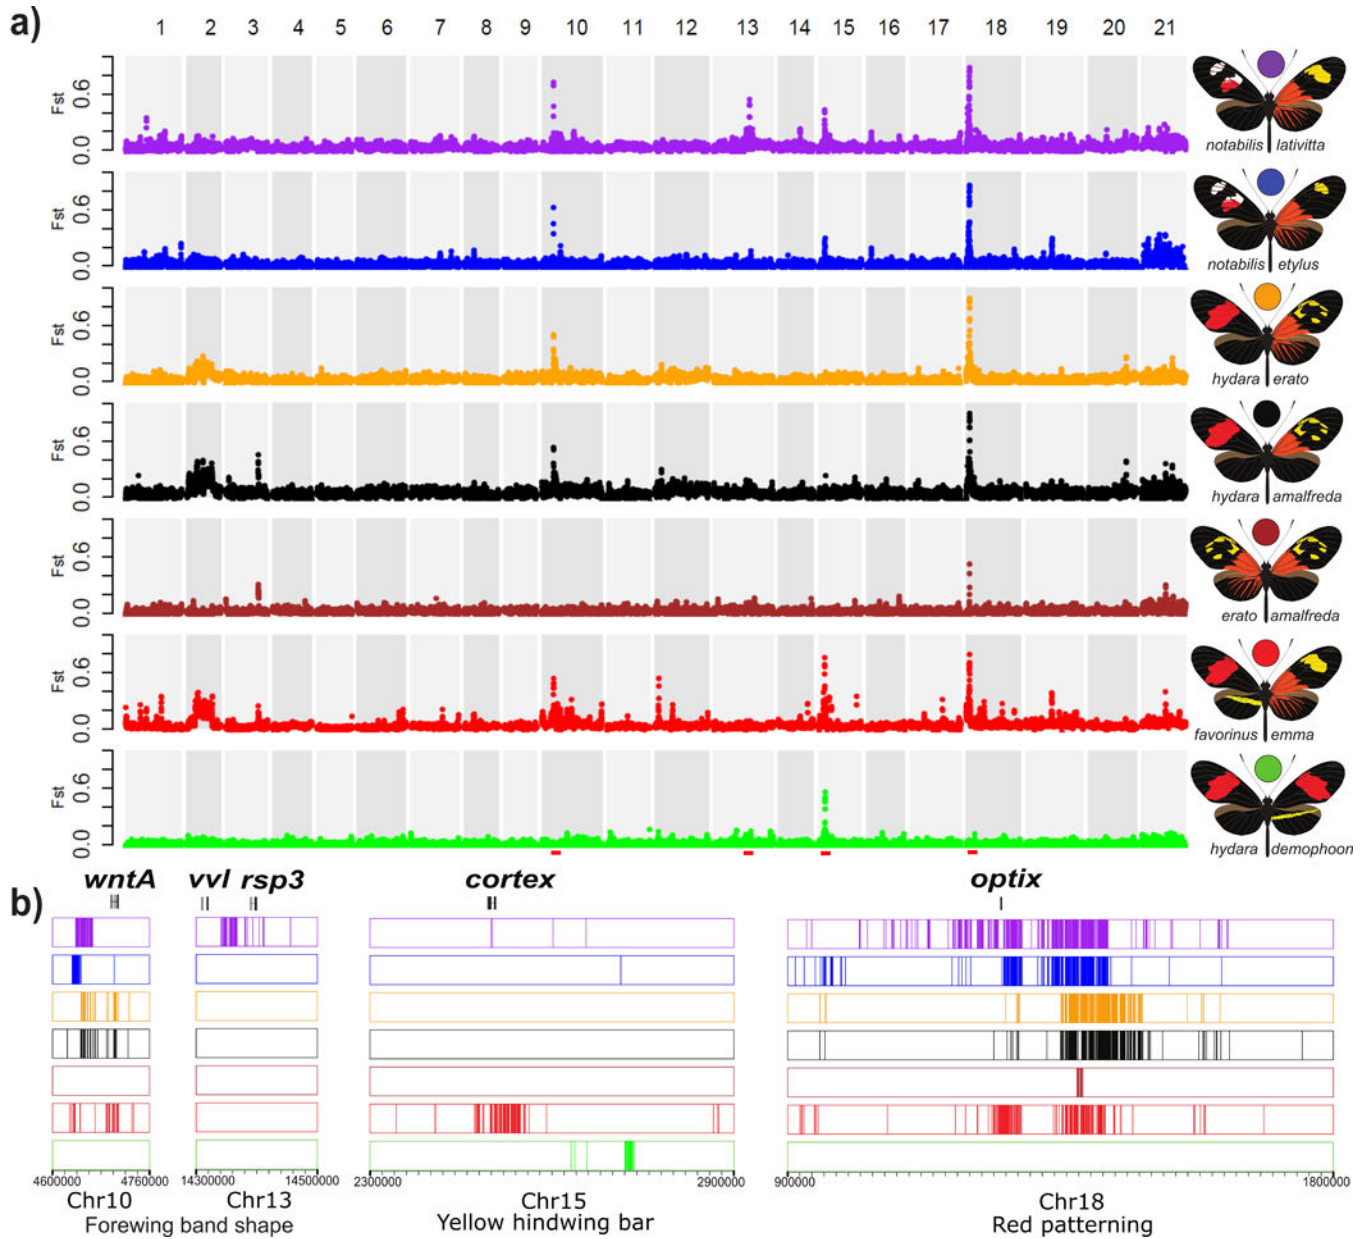 a)
1 2 3 4 5 6 7 8 9 10 11 12 13 14 15 16 17 18 19 20 21
Fst 0.0 0.6
notabilis lativitta
Fst 0.0 0.6
notabilis etylus
Fst 0.0 0.6
hydara erato
Fst 0.0 0.6
hydara amalfreda
Fst 0.0 0.6
erato amalfreda
Fst 0.0 0.6
favorinus emma
Fst 0.0 0.6
hydara demophoon
b)
wntA vvl rsp3 cortex optix
4600000 4760000 14300000 14500000 2300000 2900000 900000 1800000
Chr10 Chr13 Chr15 Chr18
Forewing band shape Yellow hindwing bar Red patterning